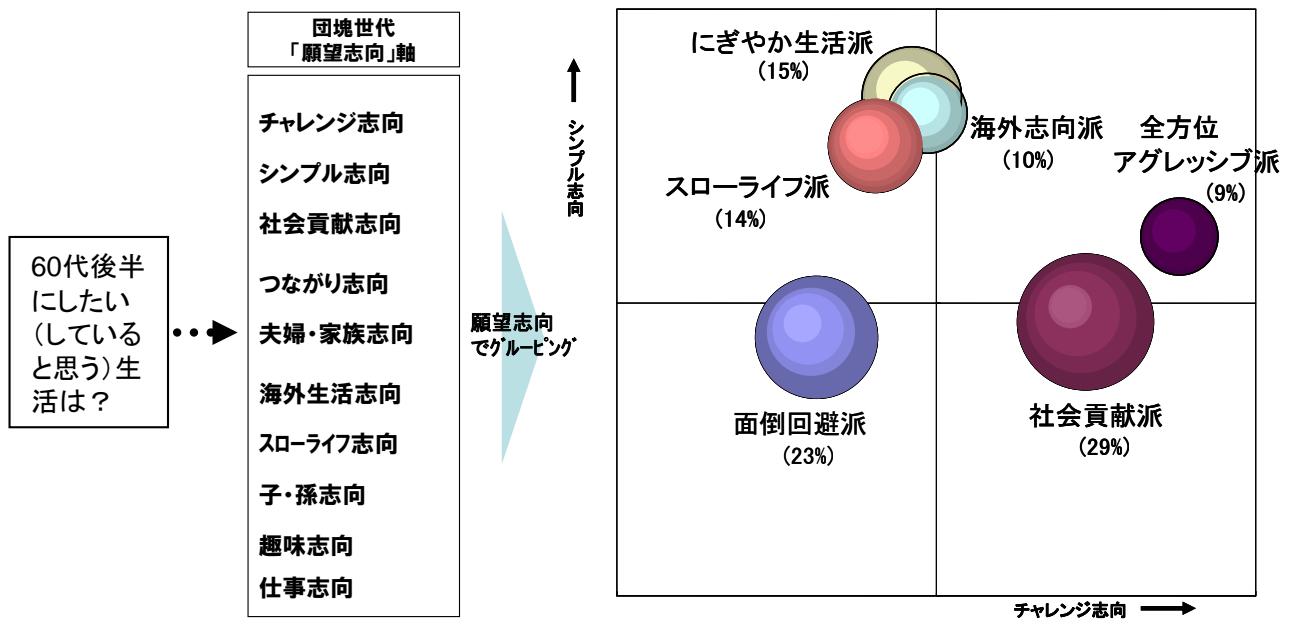 団塊世代
「願望志向」軸
チャレンジ志向
シンプル志向
社会貢献志向
つながり志向
夫婦・家族志向
海外生活志向
スローライフ志向
子・孫志向
趣味志向
仕事志向
60代後半
にしたい
(している
と思う)生
活は?
願望志向
でグルーピング
シンプル志向
にぎやか生活派
(15%)
海外志向派
(10%)
全方位
アグレッシブ派
(9%)
スローライフ派
(14%)
面倒回避派
(23%)
社会貢献派
(29%)
チャレンジ志向